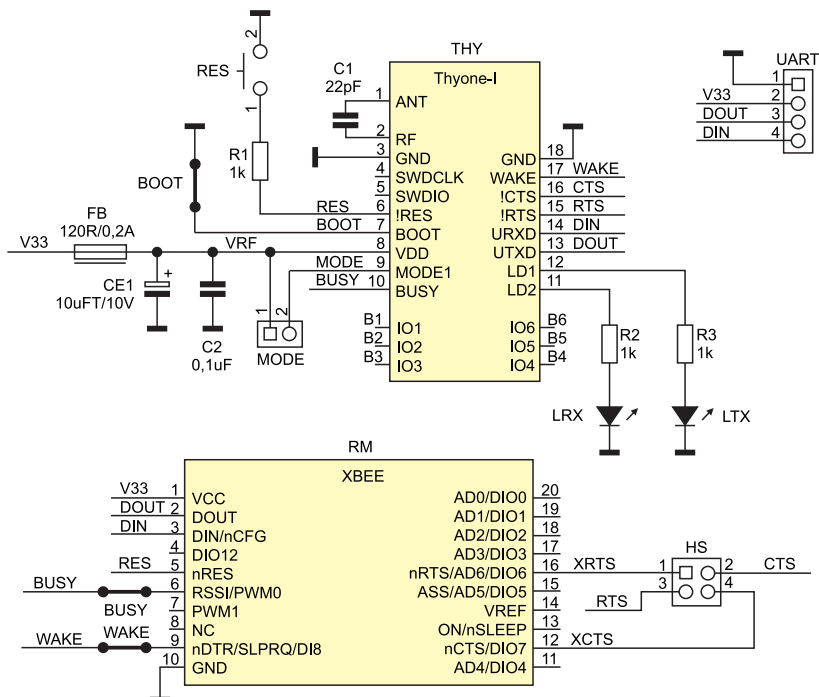 THY
Thyone-I
C1
22pF
RES
2
1
R1
1k
BOOT
FB
120R/0,2A
V33
VRF
CE1
10uFT/10V
+
C2
0,1uF
1
2
MODE
RES
BOOT
MODE
BUSY
1 ANT
2 RF
3 GND
4 SWDCLK
5 SWDIO
6 !RES
7 BOOT
8 VDD
9 MODE1
10 BUSY
B1 IO1
B2 IO2
B3 IO3
GND 18
WAKE 17 WAKE
!CTS 16 CTS
!RTS 15 RTS
URXD 14 DIN
UTXD 13 DOUT
LD1 12
LD2 11
IO6 B6
IO5 B5
IO4 B4
R2
1k
R3
1k
LRX
LTX
UART
1
V33 2
DOUT 3
DIN 4
RM
XBEE
V33 1 VCC
DOUT 2 DOUT
DIN 3 DIN/nCFG
4 DIO12
RES 5 nRES
BUSY 6 RSSI/PWM0
BUSY
7 PWM1
8 NC
WAKE WAKE 9 nDTR/SLPRQ/DI8
10 GND
AD0/DIO0 20
AD1/DIO1 19
AD2/DIO2 18
AD3/DIO3 17
nRTS/AD6/DIO6 16 XRTS
ASS/AD5/DIO5 15
VREF 14
ON/nSLEEP 13
nCTS/DIO7 12 XCTS
AD4/DIO4 11
HS
1 2 CTS
RTS 3 4